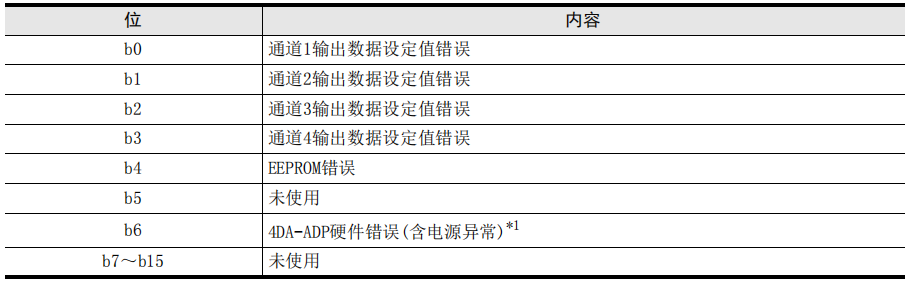 位 内容
b0 通道1输出数据设定值错误
b1 通道2输出数据设定值错误
b2 通道3输出数据设定值错误
b3 通道4输出数据设定值错误
b4 EEPROM错误
b5 未使用
b6 4DA-ADP硬件错误(含电源异常)*1
b7～b15 未使用